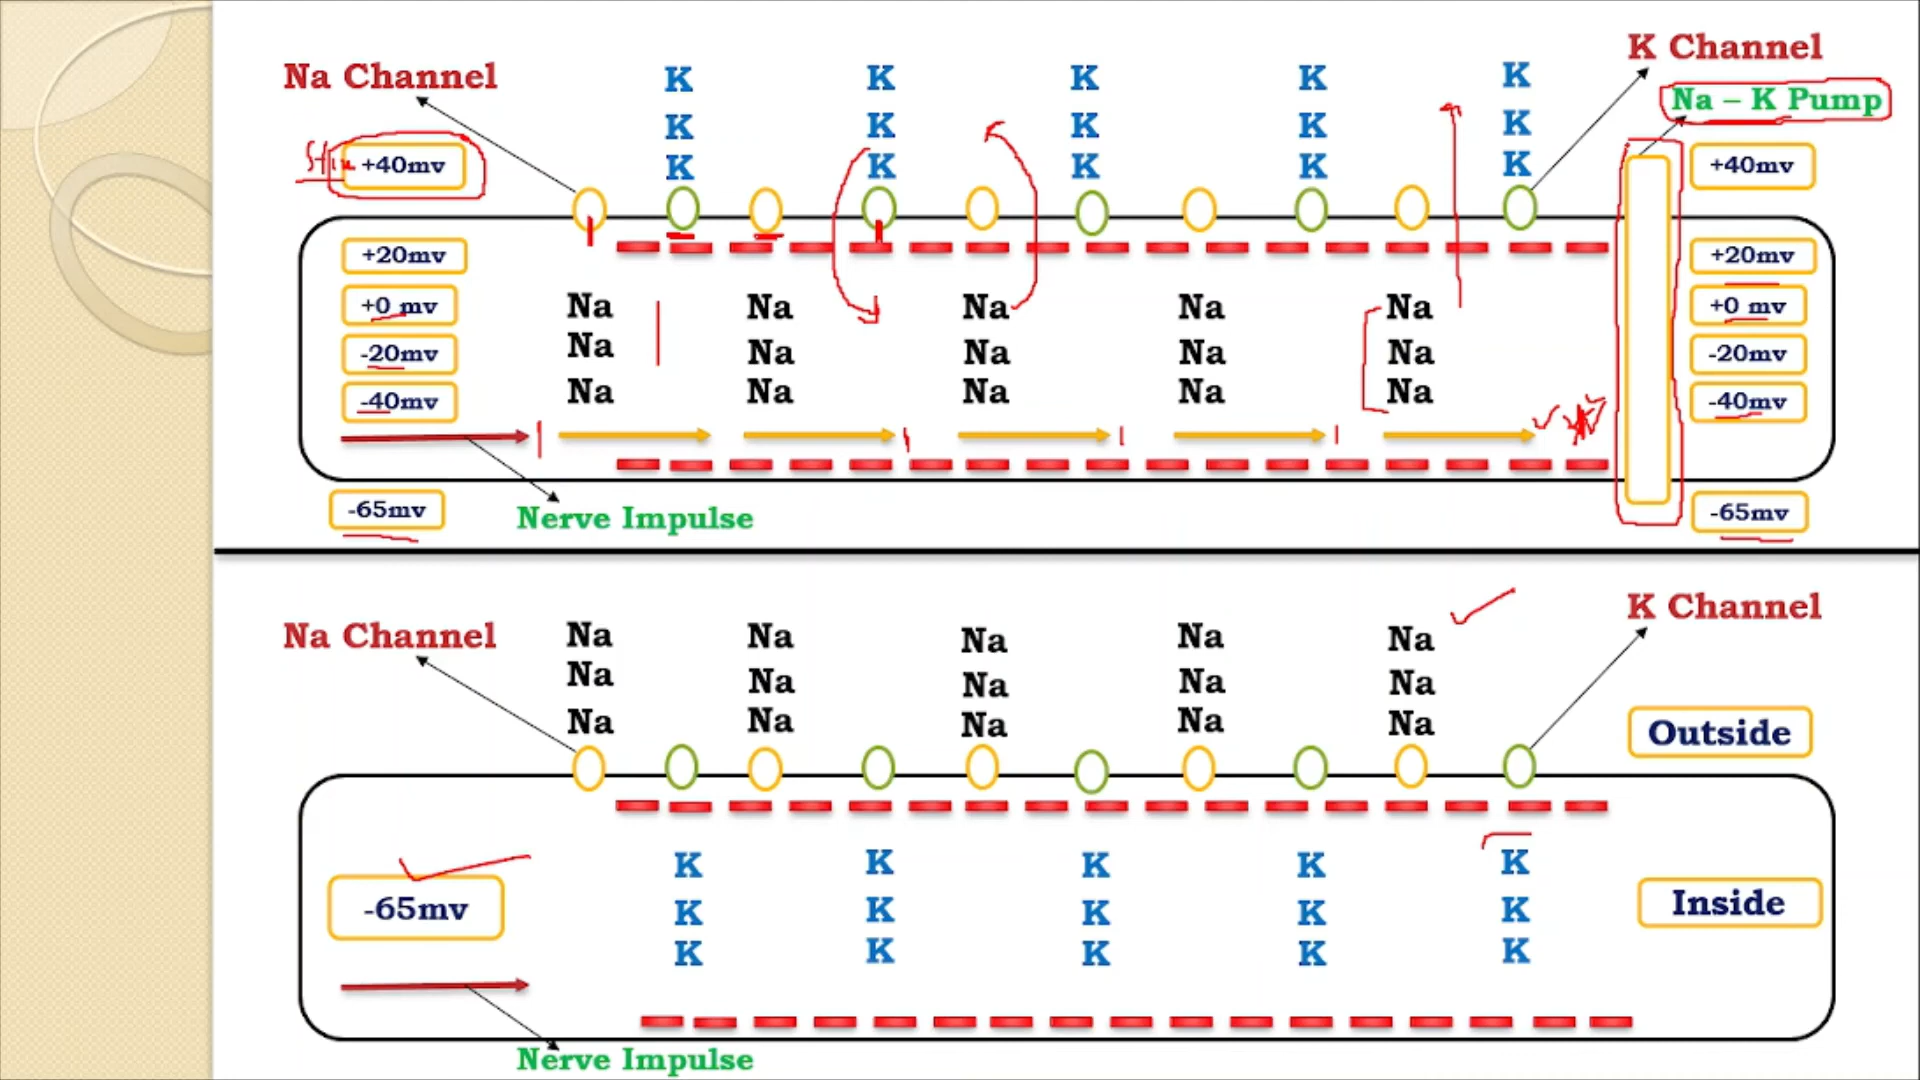 K Channel
Na Channel
K K K K K
Na – K Pump
K K K K K
+40mv
K K K K K
+40mv
+20mv
+20mv
+0 mv
Na Na Na Na Na
+0 mv
-20mv
Na Na Na Na Na
-20mv
-40mv
Na Na Na Na Na
-40mv
-65mv
Nerve Impulse
-65mv
K Channel
Na Channel
Na Na Na Na Na
Na Na Na Na Na
Na Na Na Na Na
Outside
K K K K K
-65mv
K K K K K
Inside
K K K K K
Nerve Impulse